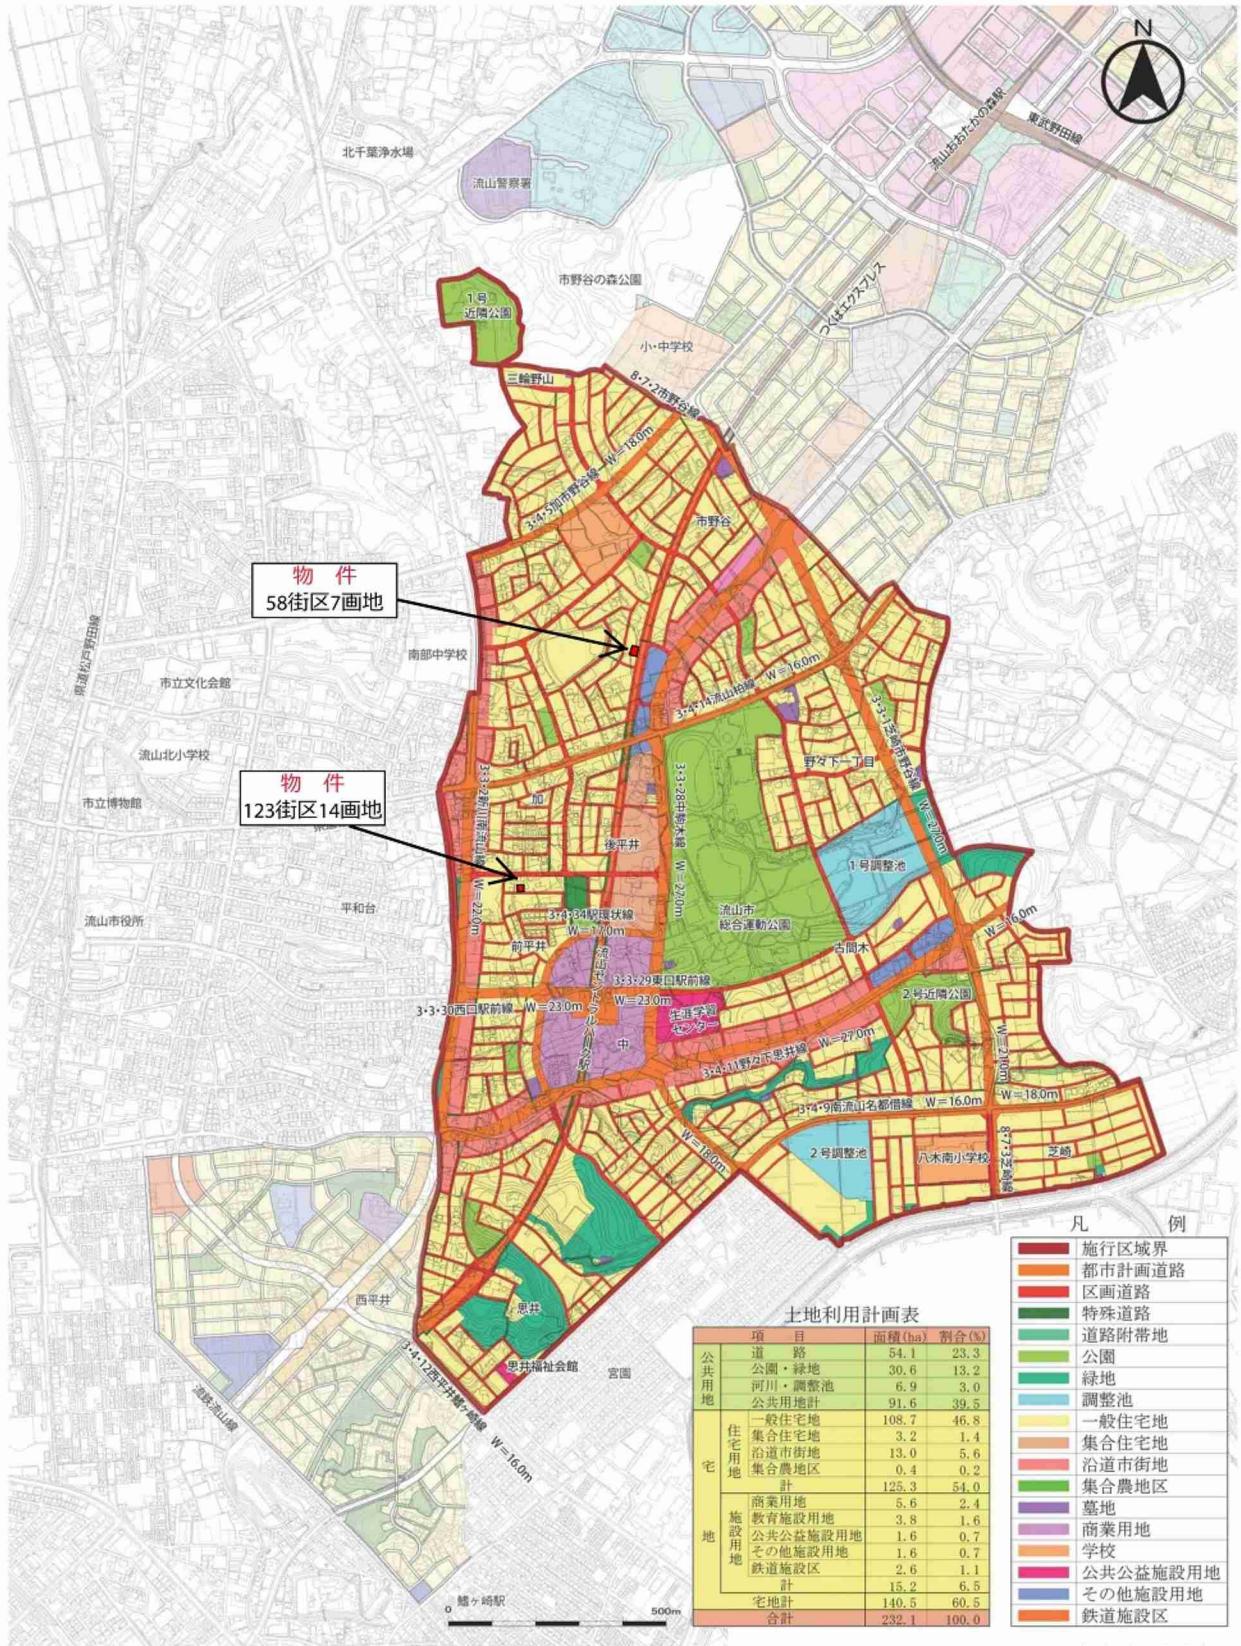 N
流山おおたかの森駅
東武野田線
北千葉浄水場
流山警察署
市野谷の森公園
つくばエクスプレス
1号
近隣公園
小・中学校
三輪野山
8・7・2市野谷線
W=18.0m
3・4・5加市野谷線
市野谷
物 件
58街区7画地
県道松戸野田線
南部中学校
市立文化会館
3・4・14流山柏線 W=16.0m
3・3・1芝崎市野谷線 W=27.0m
流山北小学校
野々下一丁目
物 件
123街区14画地
市立博物館
3・3・2新川南流山線 W=22.0m
加
3・3・28中駒木線 W=27.0m
後平井
1号調整池
流山市役所
平和台
3・4・34駅環状線
W=17.0m
流山市
総合運動公園
W=16.0m
前平井
古間木
流山セントラルパーク駅
3・3・29東口駅前線
W=23.0m
3・3・30西口駅前線 W=23.0m
2号近隣公園
生涯学習
センター
中
3・4・11野々下思井線 W=27.0m
W=21.0m
3・4・9南流山名都借線 W=16.0m
W=18.0m
W=18.0m
2号調整池
八木南小学校
8・7・3芝崎線
芝崎
西平井
思井
思井福祉会館
宮園
3・4・12西平井鰭ヶ崎線 W=16.0m
流鉄流山線
鰭ヶ崎駅
0 500m
土地利用計画表
項 目 面積(ha) 割合(%)
公共用地
道 路 54.1 23.3
公園・緑地 30.6 13.2
河川・調整池 6.9 3.0
公共用地計 91.6 39.5
宅地
住宅用地
一般住宅地 108.7 46.8
集合住宅地 3.2 1.4
沿道市街地 13.0 5.6
集合農地区 0.4 0.2
計 125.3 54.0
施設用地
商業用地 5.6 2.4
教育施設用地 3.8 1.6
公共公益施設用地 1.6 0.7
その他施設用地 1.6 0.7
鉄道施設区 2.6 1.1
計 15.2 6.5
宅地計 140.5 60.5
合計 232.1 100.0
凡 例
施行区域界
都市計画道路
区画道路
特殊道路
道路附帯地
公園
緑地
調整池
一般住宅地
集合住宅地
沿道市街地
集合農地区
墓地
商業用地
学校
公共公益施設用地
その他施設用地
鉄道施設区